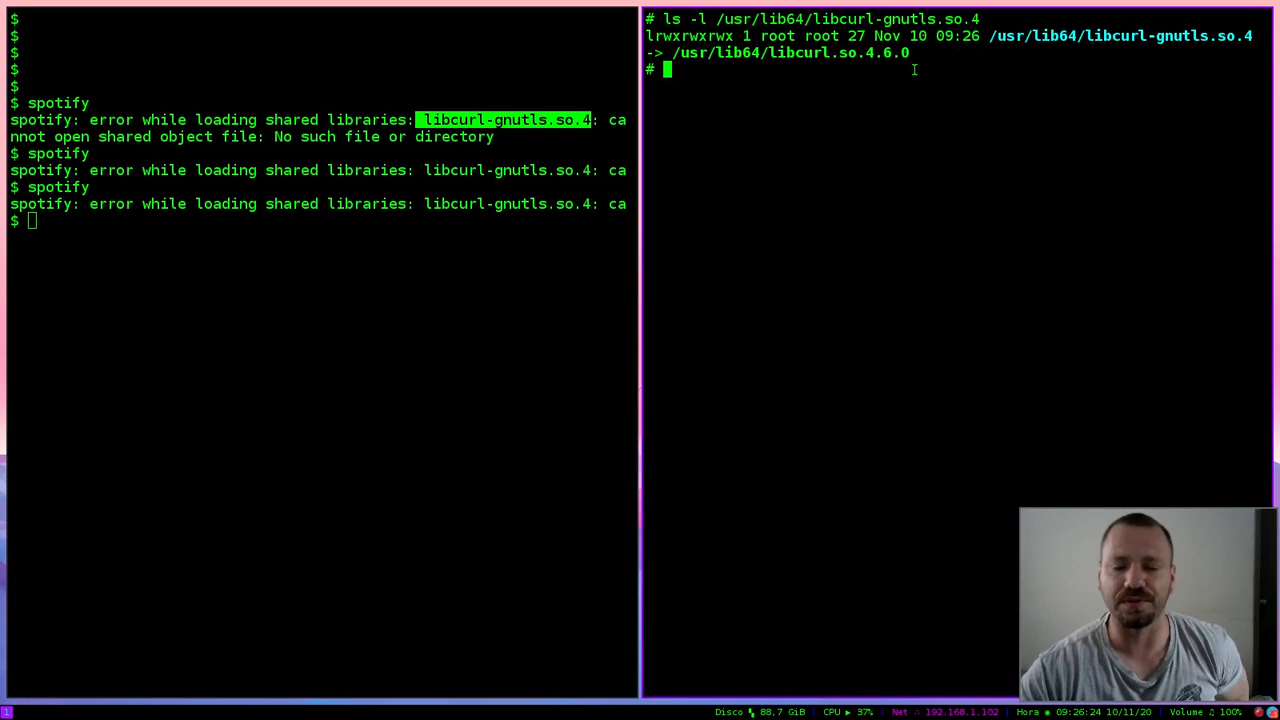 $
$
$
$
$
$ spotify
spotify: error while loading shared libraries: libcurl-gnutls.so.4: ca
nnot open shared object file: No such file or directory
$ spotify
spotify: error while loading shared libraries: libcurl-gnutls.so.4: ca
$ spotify
spotify: error while loading shared libraries: libcurl-gnutls.so.4: ca
$
# ls -l /usr/lib64/libcurl-gnutls.so.4
lrwxrwxrwx 1 root root 27 Nov 10 09:26 /usr/lib64/libcurl-gnutls.so.4
-> /usr/lib64/libcurl.so.4.6.0
#
1 Disco 88,7 GiB CPU ▶ 37% Net 192.168.1.102 Hora ◉ 09:26:24 10/11/20 Volume ♫ 100%